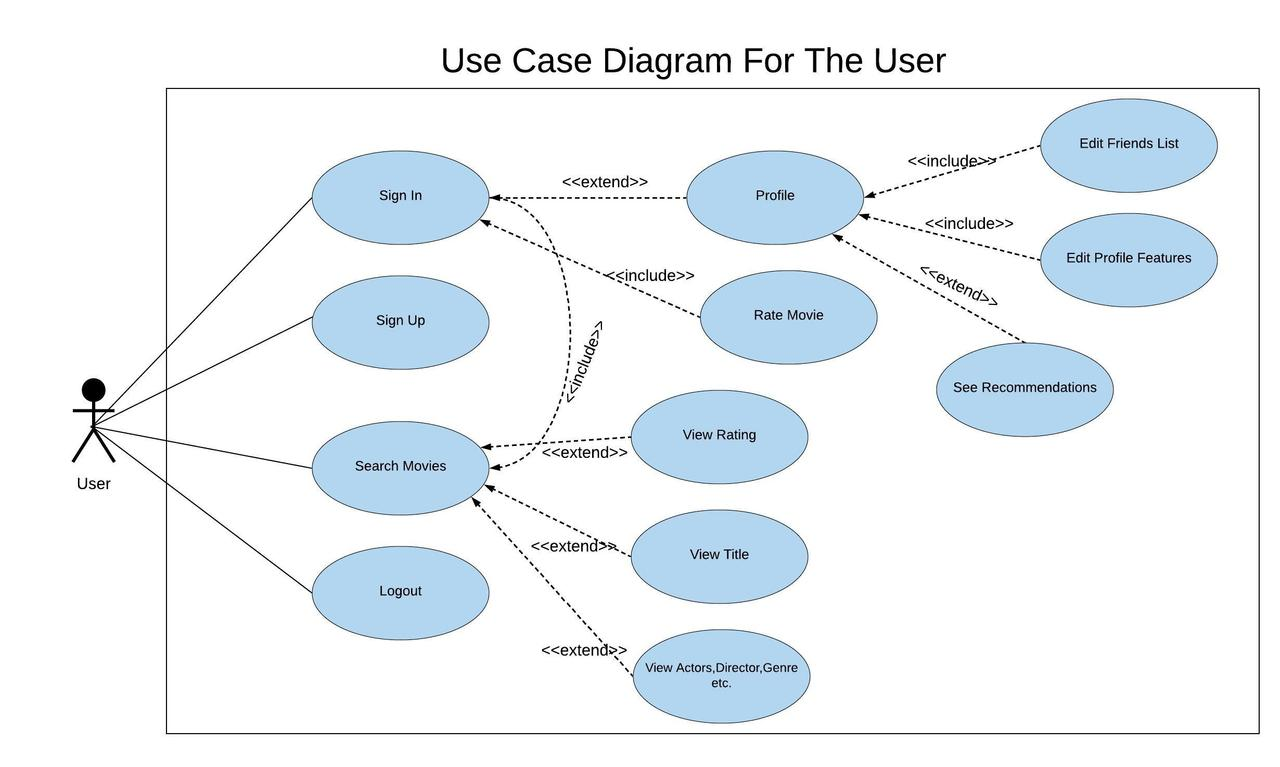 Use Case Diagram For The User
Edit Friends List
<<include>>
Sign In
<<extend>>
Profile
<<include>>
Edit Profile Features
<<include>>
<<extend>>
Sign Up
Rate Movie
<<include>>
See Recommendations
User
Search Movies
View Rating
<<extend>>
<<extend>>
View Title
Logout
<<extend>>
View Actors,Director,Genre
etc.